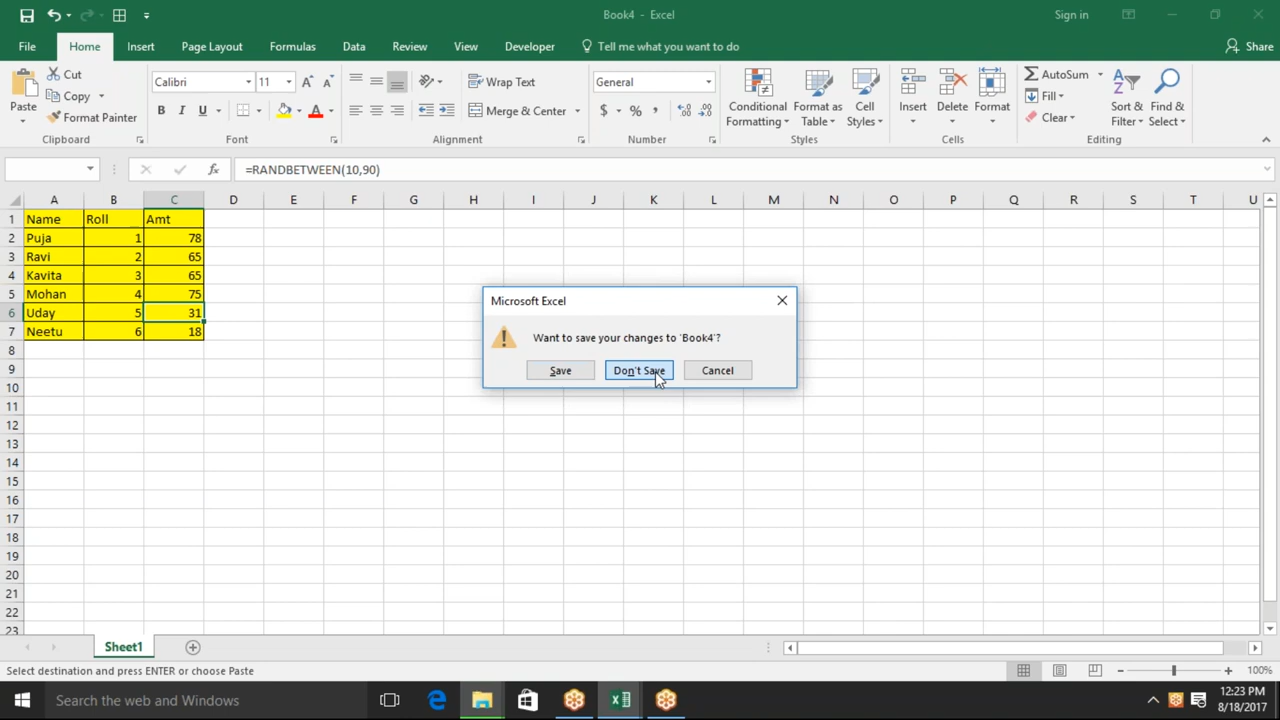 Book4 - Excel
Sign in
File Home Insert Page Layout Formulas Data Review View Developer Tell me what you want to do Share
Paste
Cut
Copy
Format Painter
Clipboard
Calibri 11
B I U
Font
Wrap Text
Merge & Center
Alignment
General
$ % ,
Number
Conditional Formatting
Format as Table
Cell Styles
Styles
Insert
Delete
Format
Cells
AutoSum
Fill
Clear
Sort & Filter
Find & Select
Editing
fx =RANDBETWEEN(10,90)
A B C D E F G H I J K L M N O P Q R S T U
1 Name Roll Amt
2 Puja 1 78
3 Ravi 2 65
4 Kavita 3 65
5 Mohan 4 75
6 Uday 5 31
7 Neetu 6 18
8
9
10
11
12
13
14
15
16
17
18
19
20
21
22
23
Microsoft Excel
Want to save your changes to 'Book4'?
Save Don't Save Cancel
Sheet1
Select destination and press ENTER or choose Paste
100%
Search the web and Windows
12:23 PM
8/18/2017